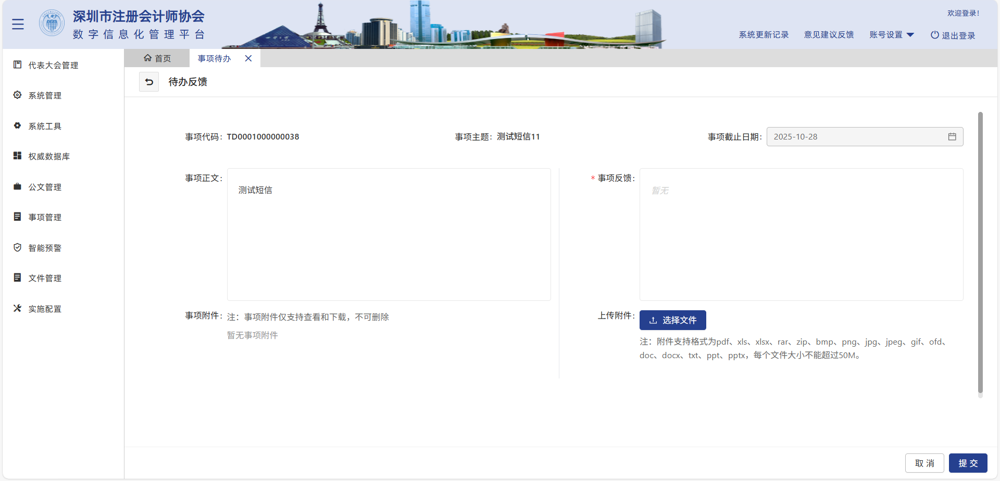 深圳市注册会计师协会
数字信息化管理平台
欢迎登录！
系统更新记录
意见建议反馈
账号设置
退出登录
代表大会管理
系统管理
系统工具
权威数据库
公文管理
事项管理
智能预警
文件管理
实施配置
首页
事项待办
待办反馈
事项代码：TD0001000000038
事项主题：测试短信11
事项截止日期：2025-10-28
事项正文：
测试短信
* 事项反馈：
暂无
事项附件：注：事项附件仅支持查看和下载，不可删除
暂无事项附件
上传附件：
选择文件
注：附件支持格式为pdf、xls、xlsx、rar、zip、bmp、png、jpg、jpeg、gif、ofd、
doc、docx、txt、ppt、pptx，每个文件大小不能超过50M。
取 消
提 交